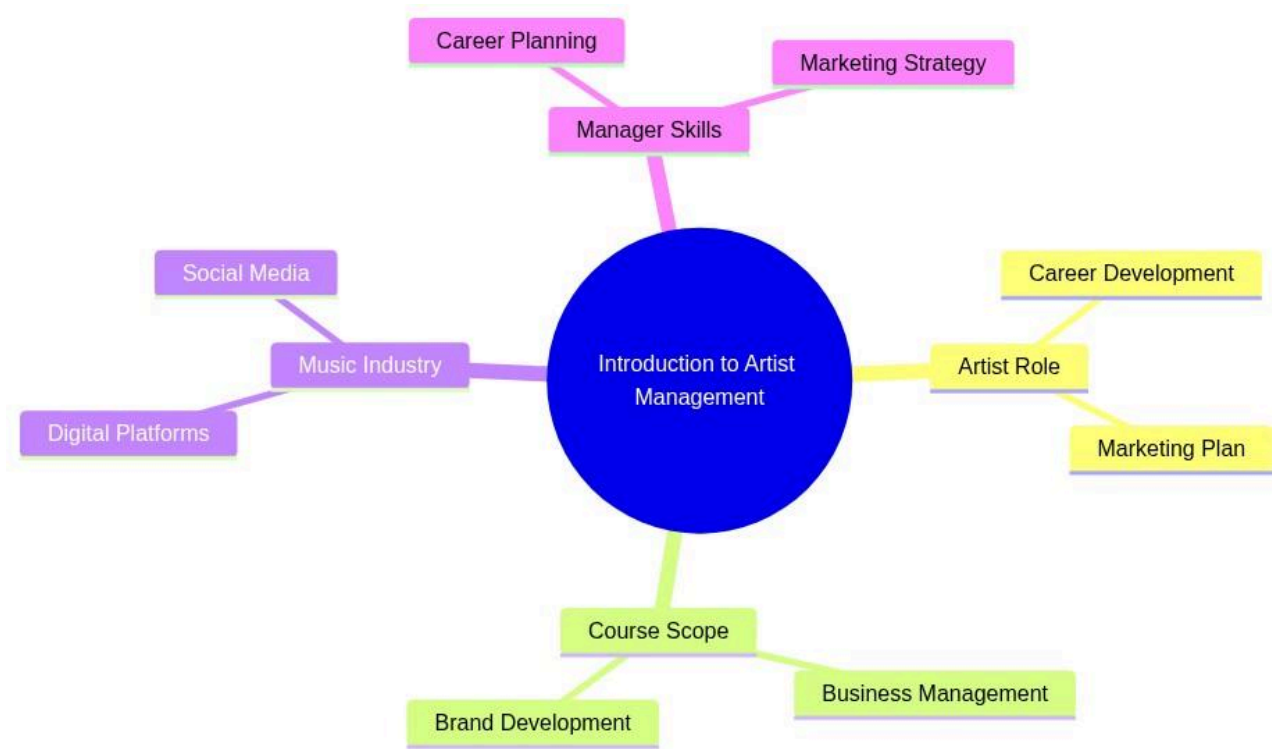 Career Planning
Marketing Strategy
Manager Skills
Social Media
Music Industry
Digital Platforms
Introduction to Artist
Management
Career Development
Artist Role
Marketing Plan
Course Scope
Business Management
Brand Development